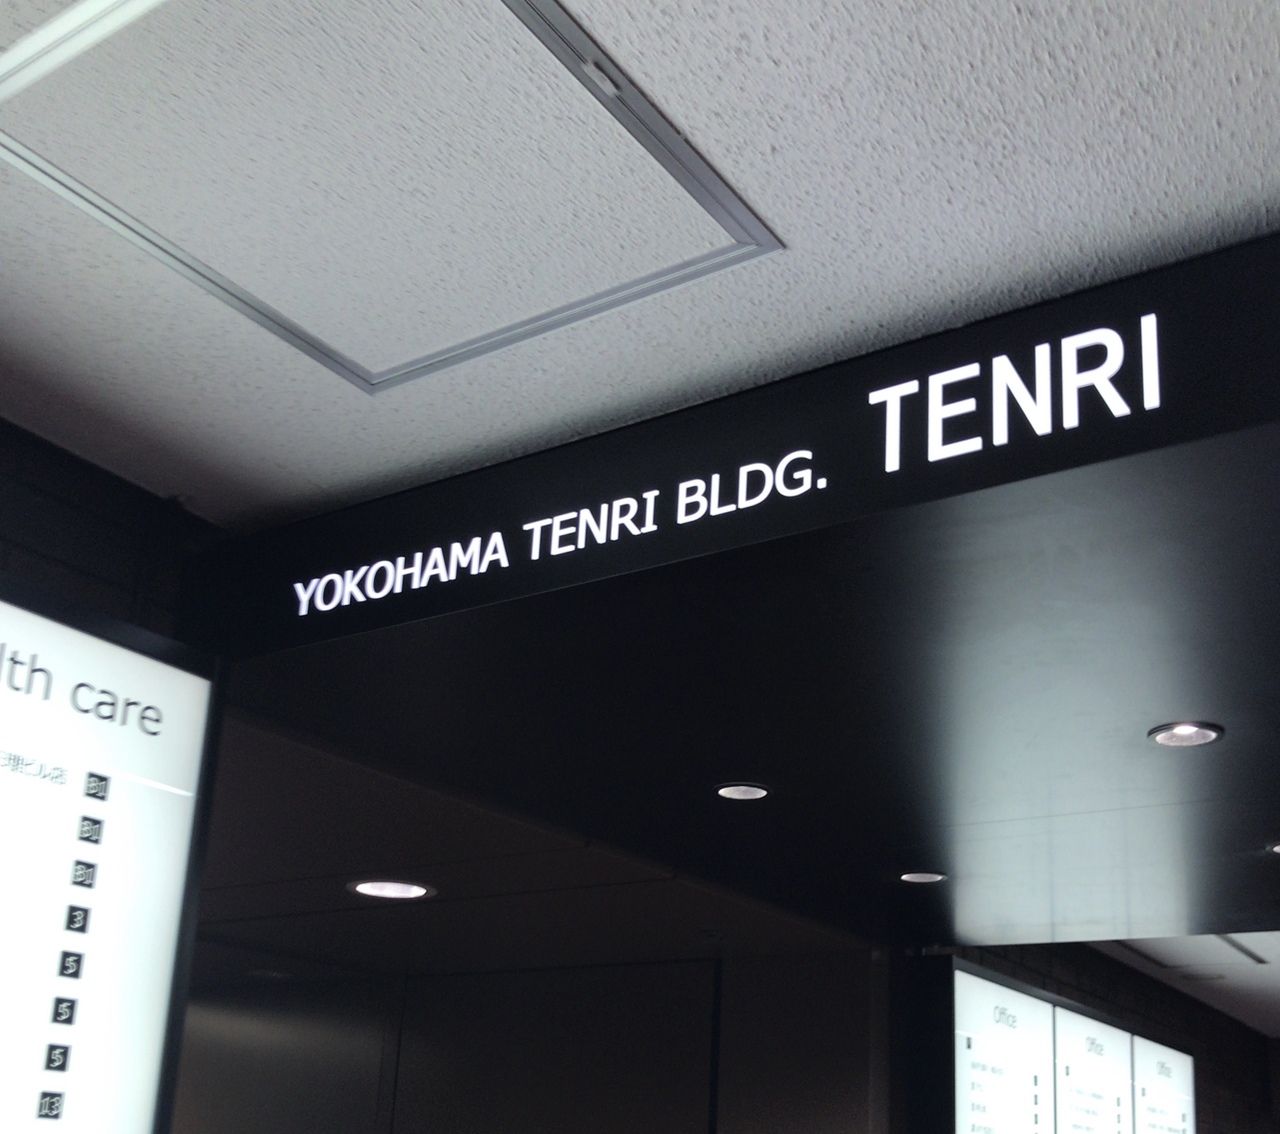 YOKOHAMA TENRI BLDG. TENRI
lth care
B1
B1
B1
3
5
5
5
13
Office
Office
Office